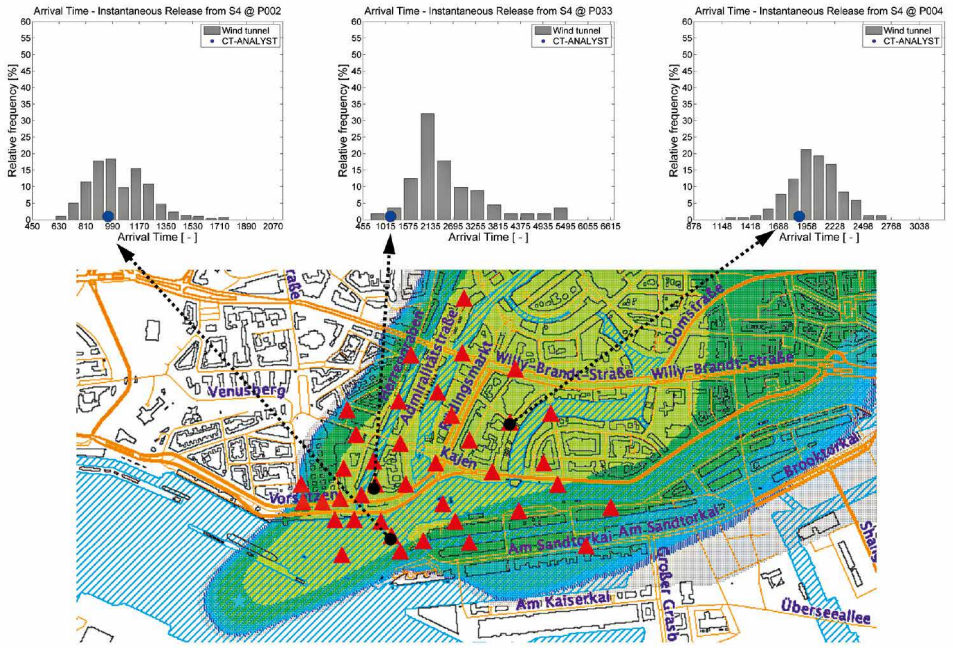 Arrival Time - Instantaneous Release from S4 @ P002
Wind tunnel
CT-ANALYST
Relative frequency [%]
60
55
50
45
40
35
30
25
20
15
10
5
0
450 630 810 990 1170 1350 1530 1710 1890 2070
Arrival Time [ - ]
Arrival Time - Instantaneous Release from S4 @ P033
Wind tunnel
CT-ANALYST
Relative frequency [%]
60
55
50
45
40
35
30
25
20
15
10
5
0
455 1015 1575 2135 2695 3255 3815 4375 4935 5495 6055 6615
Arrival Time [ - ]
Arrival Time - Instantaneous Release from S4 @ P004
Wind tunnel
CT-ANALYST
Relative frequency [%]
60
55
50
45
40
35
30
25
20
15
10
5
0
878 1148 1418 1688 1958 2228 2498 2768 3038
Arrival Time [ - ]
raße
Domstraße
Admiralitätstraße
Willy-Brandt-Straße
Willy-Brandt-Straße
Venusberg
Kajen
Vorsetzen
Brooktorkai
Am Sandtorkai
Am Sandtorkai
Großer Grasb
Am Kaiserkai
Überseeallee